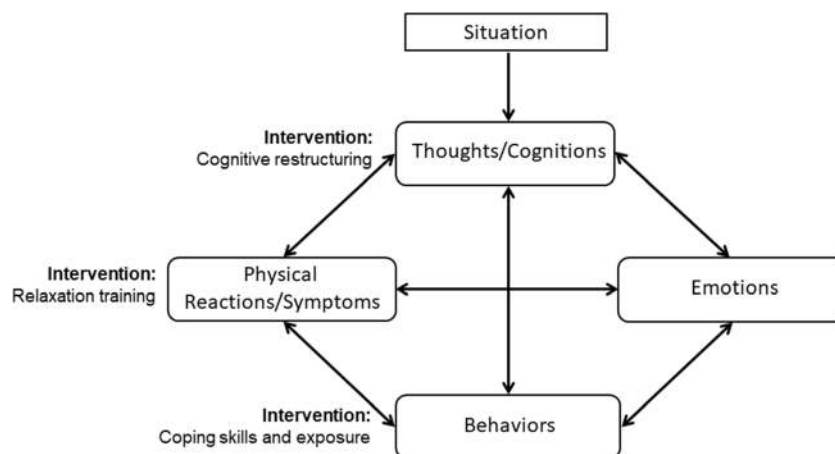 Situation
Intervention:
Cognitive restructuring
Thoughts/Cognitions
Intervention:
Relaxation training
Physical
Reactions/Symptoms
Emotions
Intervention:
Coping skills and exposure
Behaviors